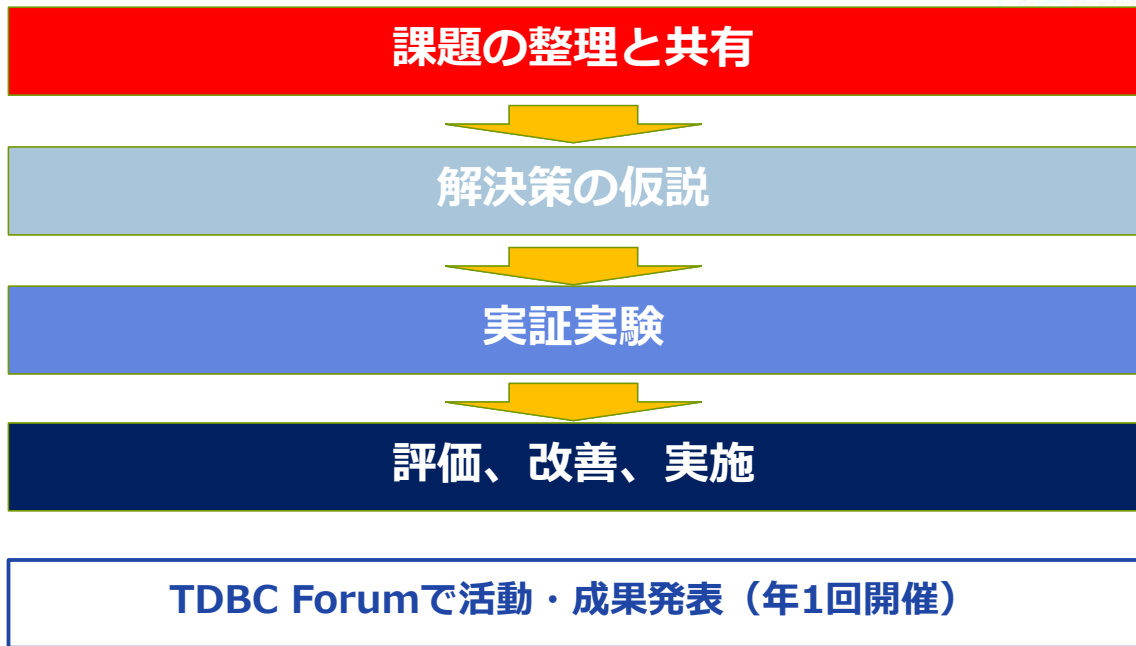 課題の整理と共有
解決策の仮説
実証実験
評価、改善、実施
TDBC Forumで活動・成果発表（年1回開催）